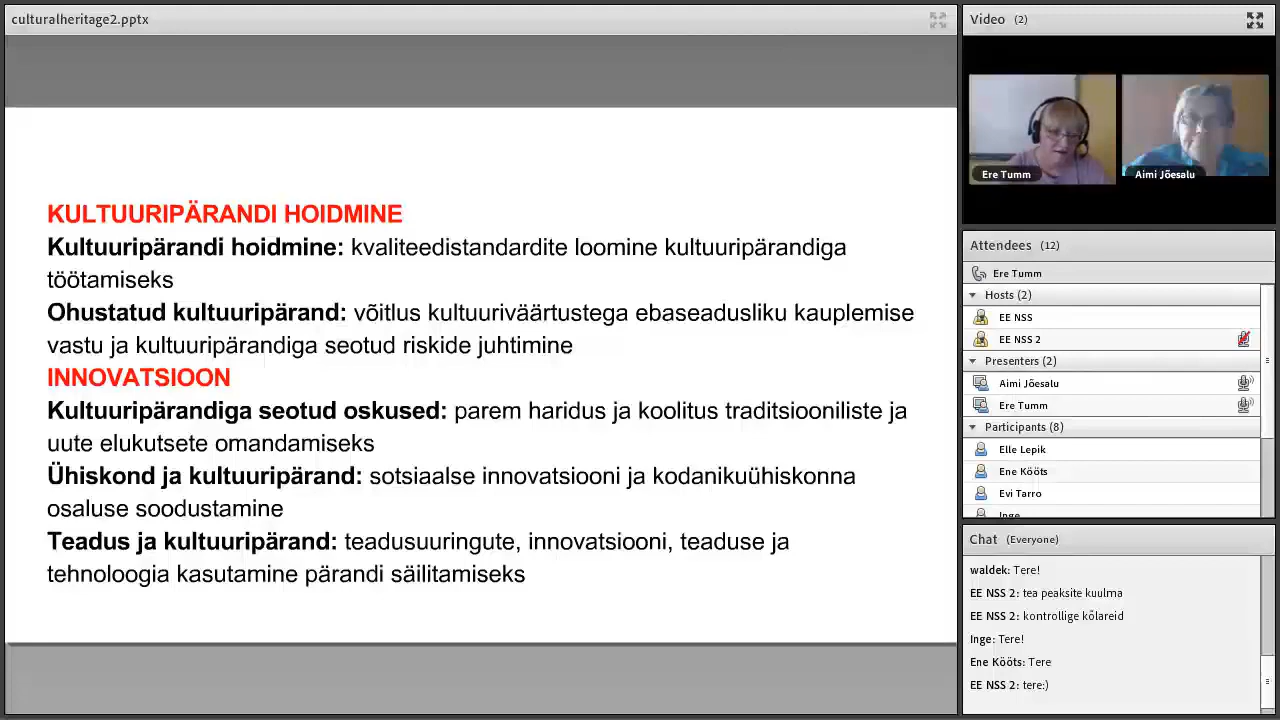 culturalheritage2.pptx
KULTUURIPÄRANDI HOIDMINE
Kultuuripärandi hoidmine: kvaliteedistandardite loomine kultuuripärandiga
töötamiseks
Ohustatud kultuuripärand: võitlus kultuuriväärtustega ebaseadusliku kauplemise
vastu ja kultuuripärandiga seotud riskide juhtimine
INNOVATSIOON
Kultuuripärandiga seotud oskused: parem haridus ja koolitus traditsiooniliste ja
uute elukutsete omandamiseks
Ühiskond ja kultuuripärand: sotsiaalse innovatsiooni ja kodanikuühiskonna
osaluse soodustamine
Teadus ja kultuuripärand: teadusuuringute, innovatsiooni, teaduse ja
tehnoloogia kasutamine pärandi säilitamiseks
Video (2)
Ere Tumm
Aimi Jõesalu
Attendees (12)
Ere Tumm
Hosts (2)
EE NSS
EE NSS 2
Presenters (2)
Aimi Jõesalu
Ere Tumm
Participants (8)
Elle Lepik
Ene Kööts
Evi Tarro
Inge
Chat (Everyone)
waldek: Tere!
EE NSS 2: tea peaksite kuulma
EE NSS 2: kontrollige kõlareid
Inge: Tere!
Ene Kööts: Tere
EE NSS 2: tere:)